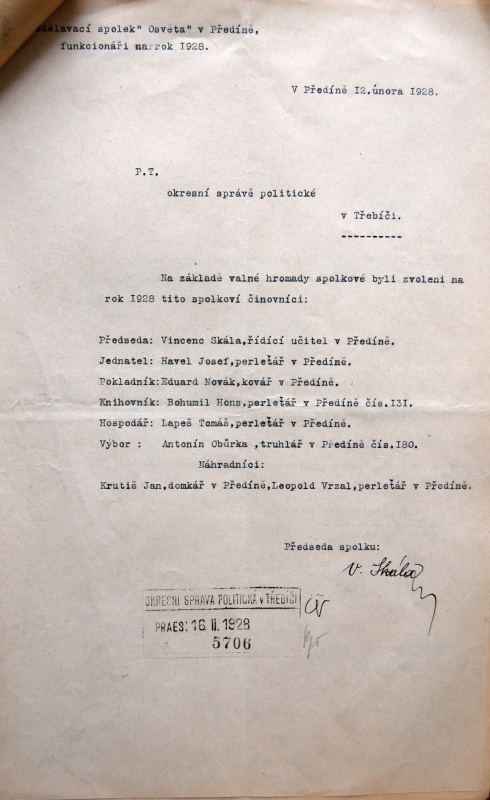 dělavací spolek" Osvěta" v Předíně,
funkcionáři narok 1928.
V Předíně 12.února 1928.
P.T.
okresní správě politické
v Třebíči.
----------
Na základě valné hromady spolkové byli zvoleni na
rok 1928 tito spolkoví činovníci:
Předseda: Vincenc Skála,řídící učitel v Předíně.
Jednatel: Havel Josef,perleťář v Předíně.
Pokladník:Eduard Novák,kovář v Předíně.
Knihovník: Bohumil Hons,perleťář v Předíně čís.131.
Hospodář: Lapeš Tomáš,perleťář v Předíně.
Výbor : Antonín Obůrka ,truhlář v Předíně čís.180.
Náhradníci:
Krutiš Jan,domkář v Předíně,Leopold Vrzal,perleťář v Předíně.
Předseda spolku:
V. Skála
OKRESNÍ SPRÁVA POLITICKÁ v TŘEBÍČI
PRAES: 16. II. 1928
5706